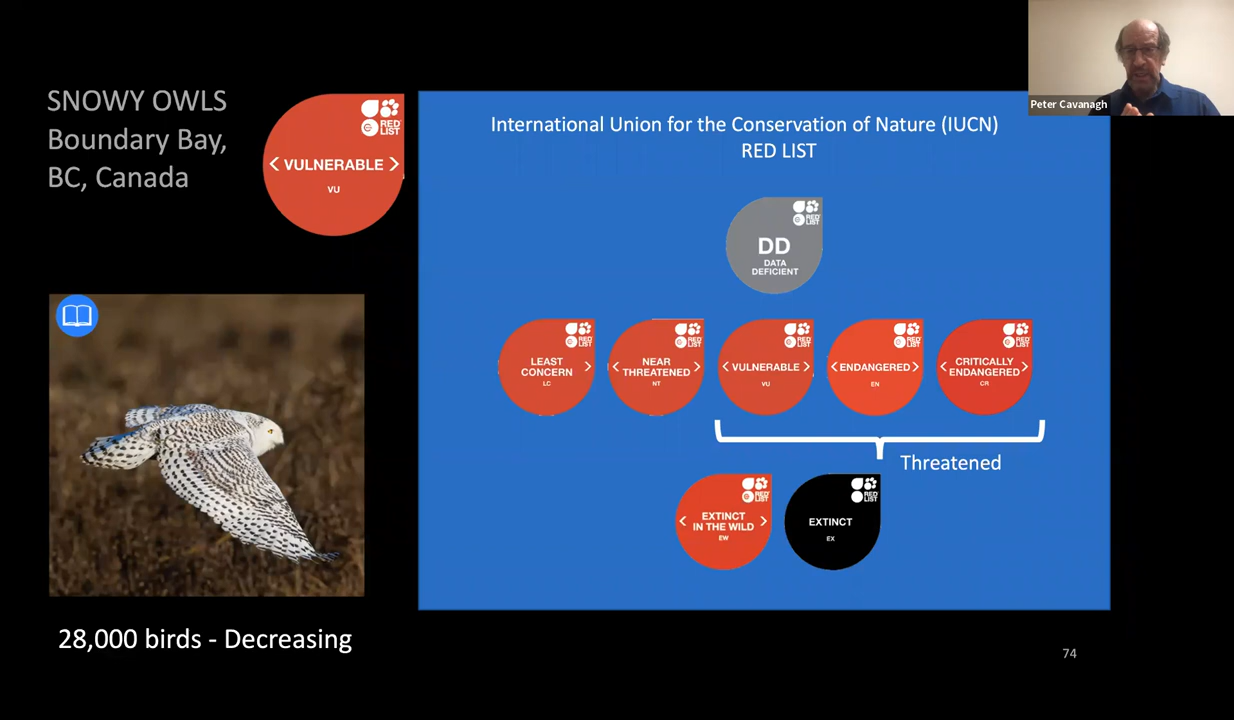 SNOWY OWLS
Boundary Bay,
BC, Canada
RED
LIST
< VULNERABLE >
VU
28,000 birds - Decreasing
International Union for the Conservation of Nature (IUCN)
RED LIST
RED
LIST
DD
DATA
DEFICIENT
RED
LIST
LEAST
CONCERN >
LC
RED
LIST
< NEAR
THREATENED >
NT
RED
LIST
< VULNERABLE >
VU
RED
LIST
< ENDANGERED >
EN
RED
LIST
< CRITICALLY
ENDANGERED >
CR
Threatened
RED
LIST
< EXTINCT
IN THE WILD >
EW
RED
LIST
EXTINCT
EX
74
Peter Cavanagh